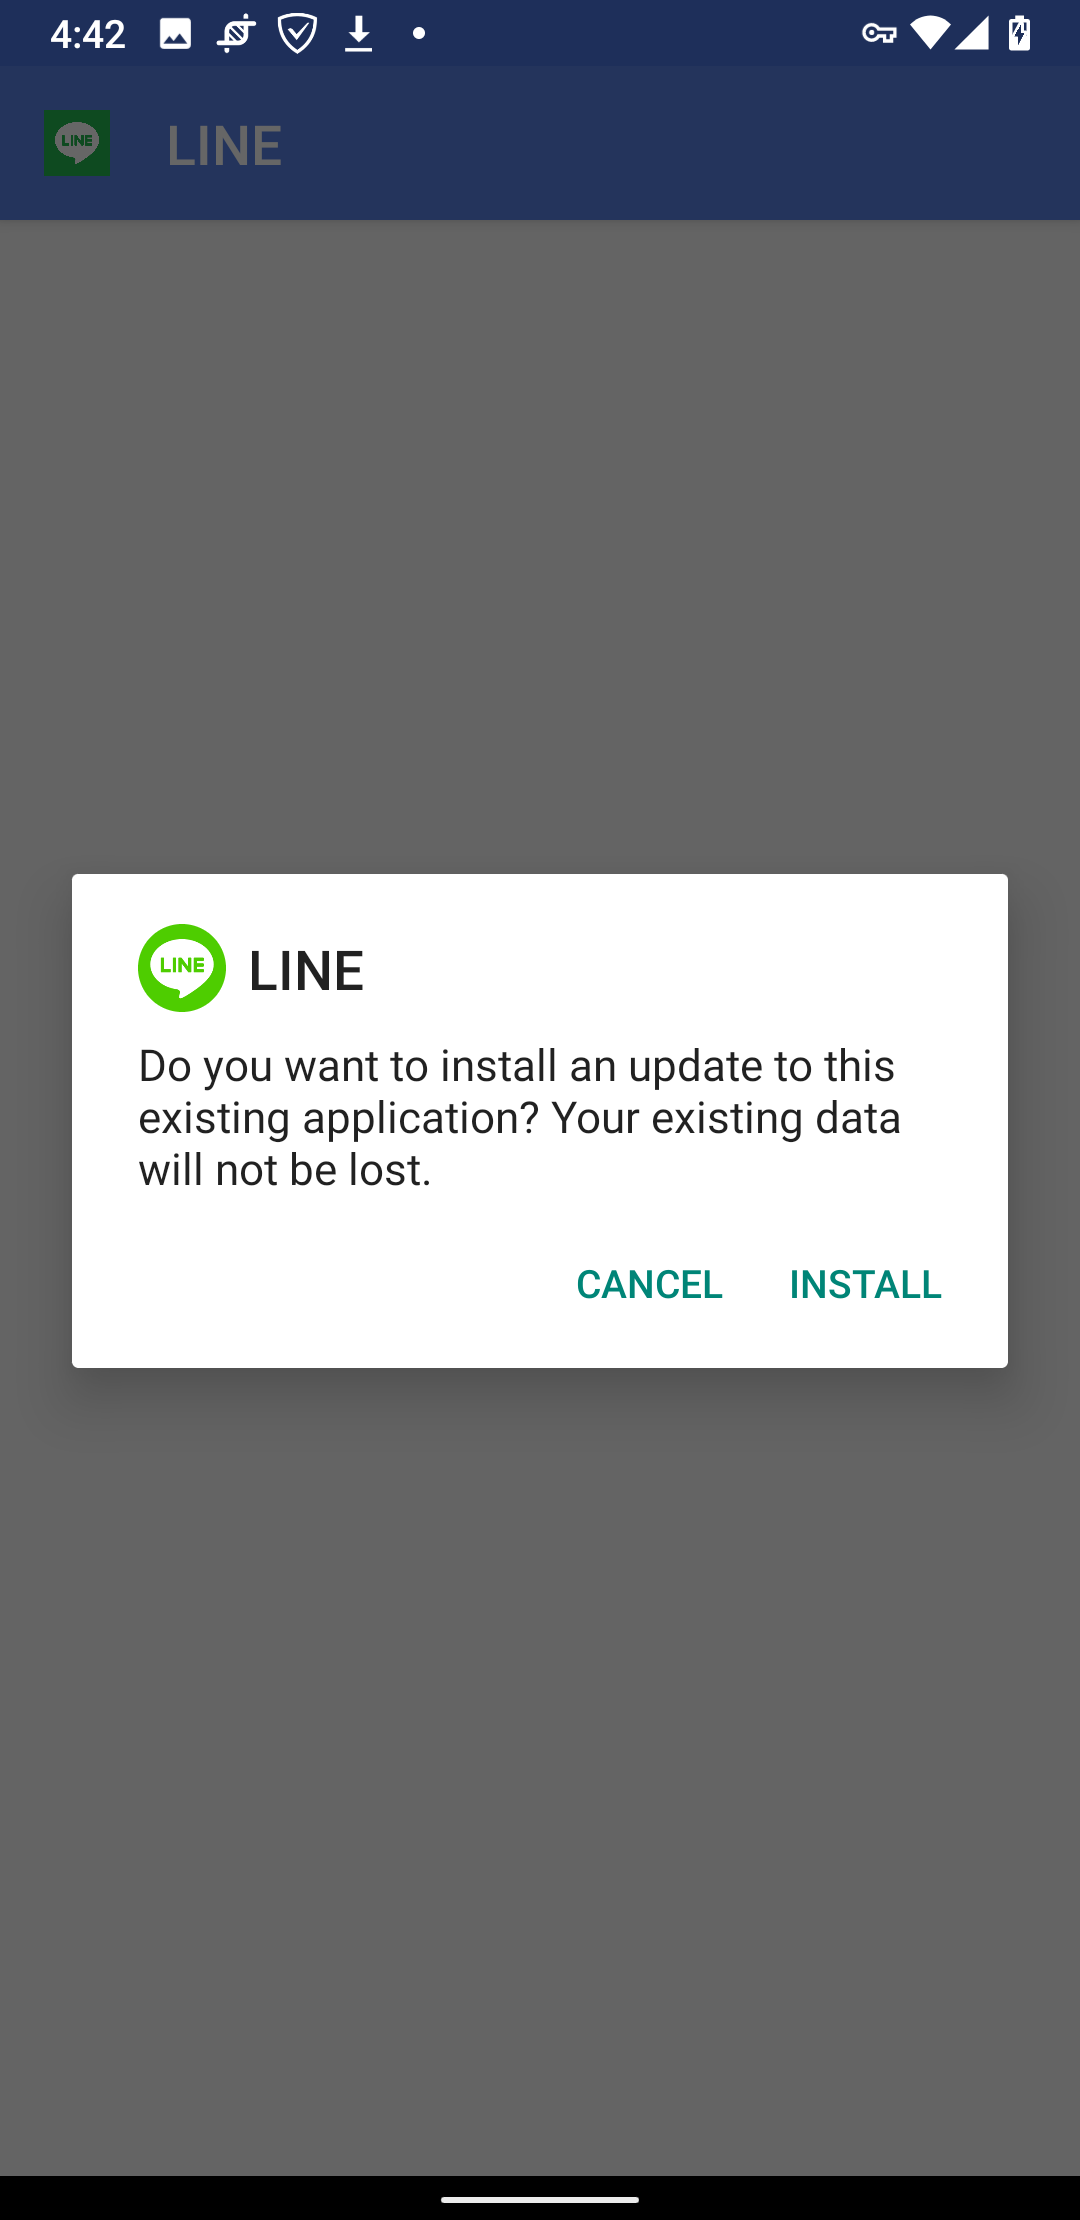 4:42
LINE
LINE
LINE
LINE
Do you want to install an update to this
existing application? Your existing data
will not be lost.
CANCEL INSTALL